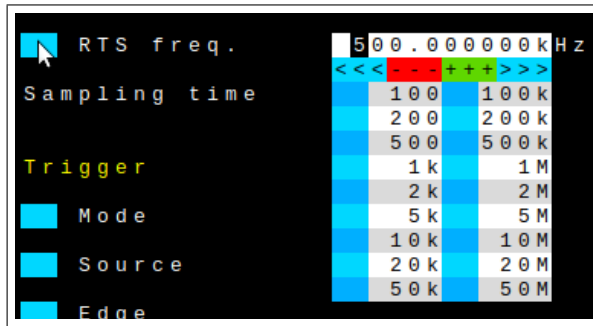 RTS freq. 500.000000kHz
<<<---+++>>>
Sampling time 100 100k
200 200k
500 500k
Trigger 1k 1M
2k 2M
Mode 5k 5M
10k 10M
Source 20k 20M
50k 50M
Edge